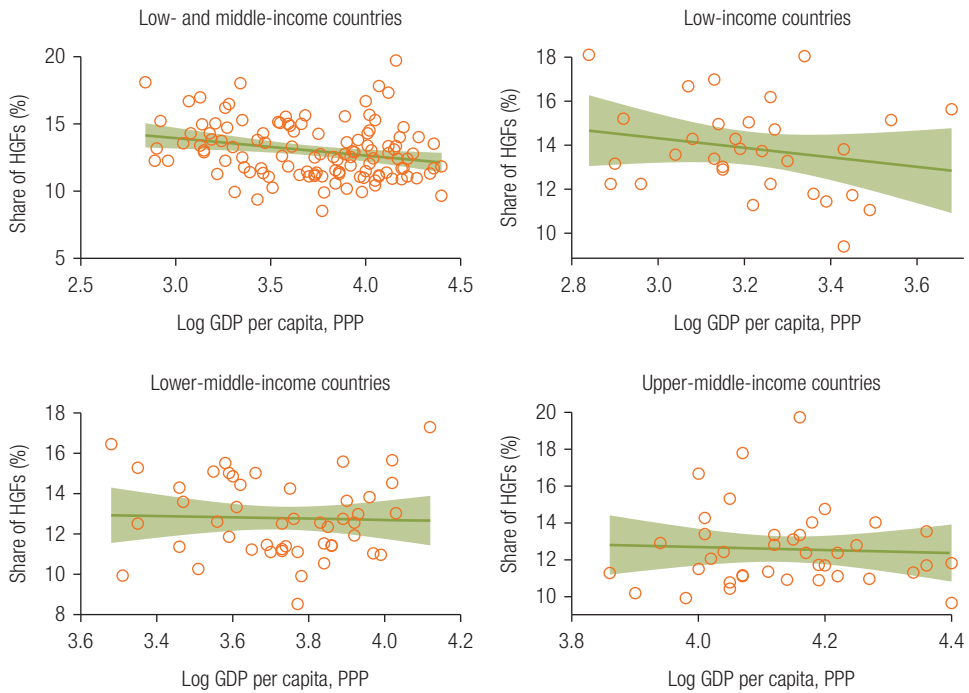 Low- and middle-income countries
Share of HGFs (%)
20
15
10
5
2.5 3.0 3.5 4.0 4.5
Log GDP per capita, PPP
Low-income countries
Share of HGFs (%)
18
16
14
12
10
2.8 3.0 3.2 3.4 3.6
Log GDP per capita, PPP
Lower-middle-income countries
Share of HGFs (%)
18
16
14
12
10
8
3.6 3.4 3.6 3.8 4.0 4.2
Log GDP per capita, PPP
Upper-middle-income countries
Share of HGFs (%)
20
18
16
14
12
10
3.8 4.0 4.2 4.4
Log GDP per capita, PPP